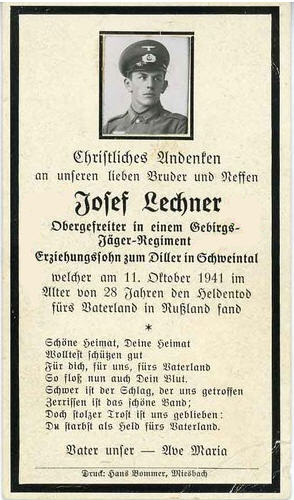 Christliches Andenken
an unseren lieben Bruder und Neffen
Josef Lechner
Obergefreiter in einem Gebirgs-
Jäger-Regiment
Erziehungssohn zum Diller in Schweintal
welcher am 11. Oktober 1941 im
Alter von 28 Jahren den Heldentod
fürs Vaterland in Rußland fand
*
Schöne Heimat, Deine Heimat
Wolltest schützen gut
Für dich, für uns, fürs Vaterland
So floß nun auch Dein Blut.
Schwer ist der Schlag, der uns getroffen
Zerrissen ist das schöne Band;
Doch stolzer Trost ist uns geblieben:
Du starbst als Held fürs Vaterland.
Vater unser — Ave Maria
Druck: Hans Bommer, Miesbach